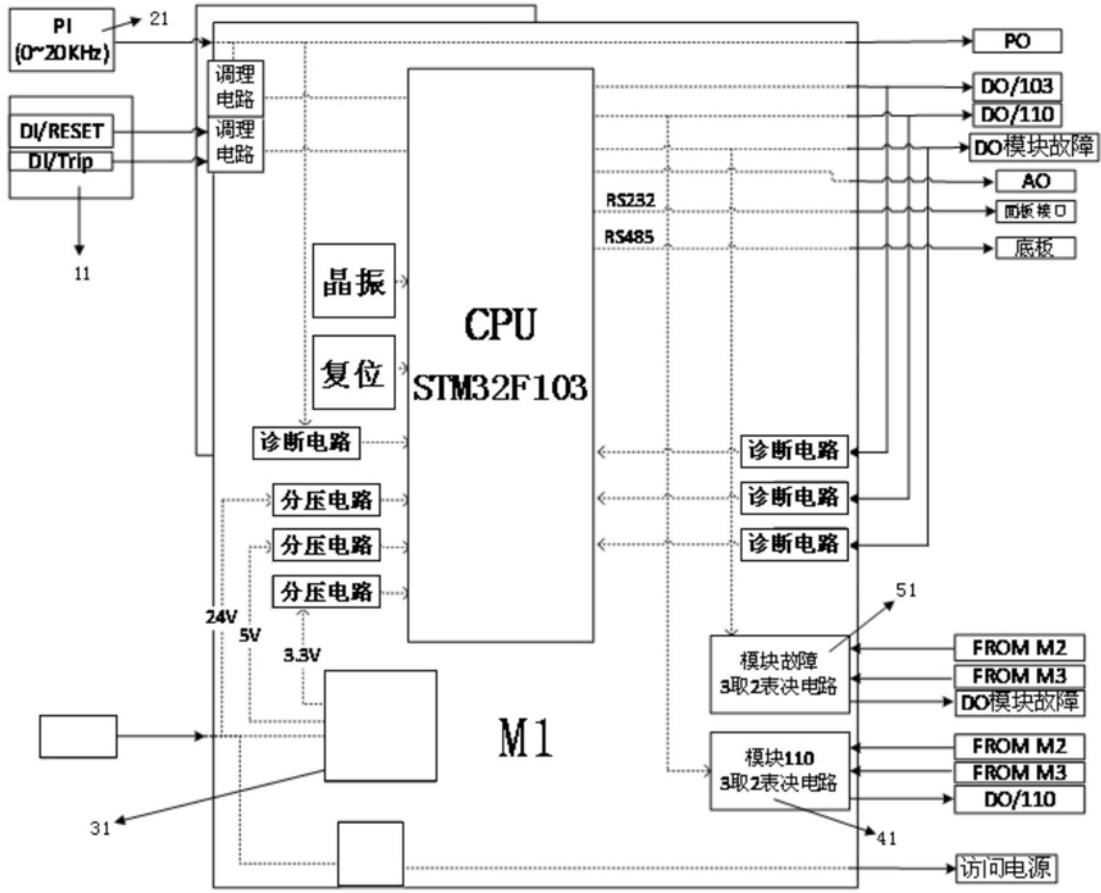 PI
(0~20KHz)
21
PO
调理
电路
DO/103
DO/110
DI/RESET
调理
电路
DI/Trip
DO模块故障
AO
RS232
面板接口
RS485
底板
11
晶振
CPU
复位
STM32F103
诊断电路
诊断电路
分压电路
诊断电路
分压电路
诊断电路
分压电路
24V
5V
3.3V
51
模块故障
3取2表决电路
FROM M2
FROM M3
DO模块故障
M1
模块110
3取2表决电路
FROM M2
FROM M3
DO/110
31
41
访问电源